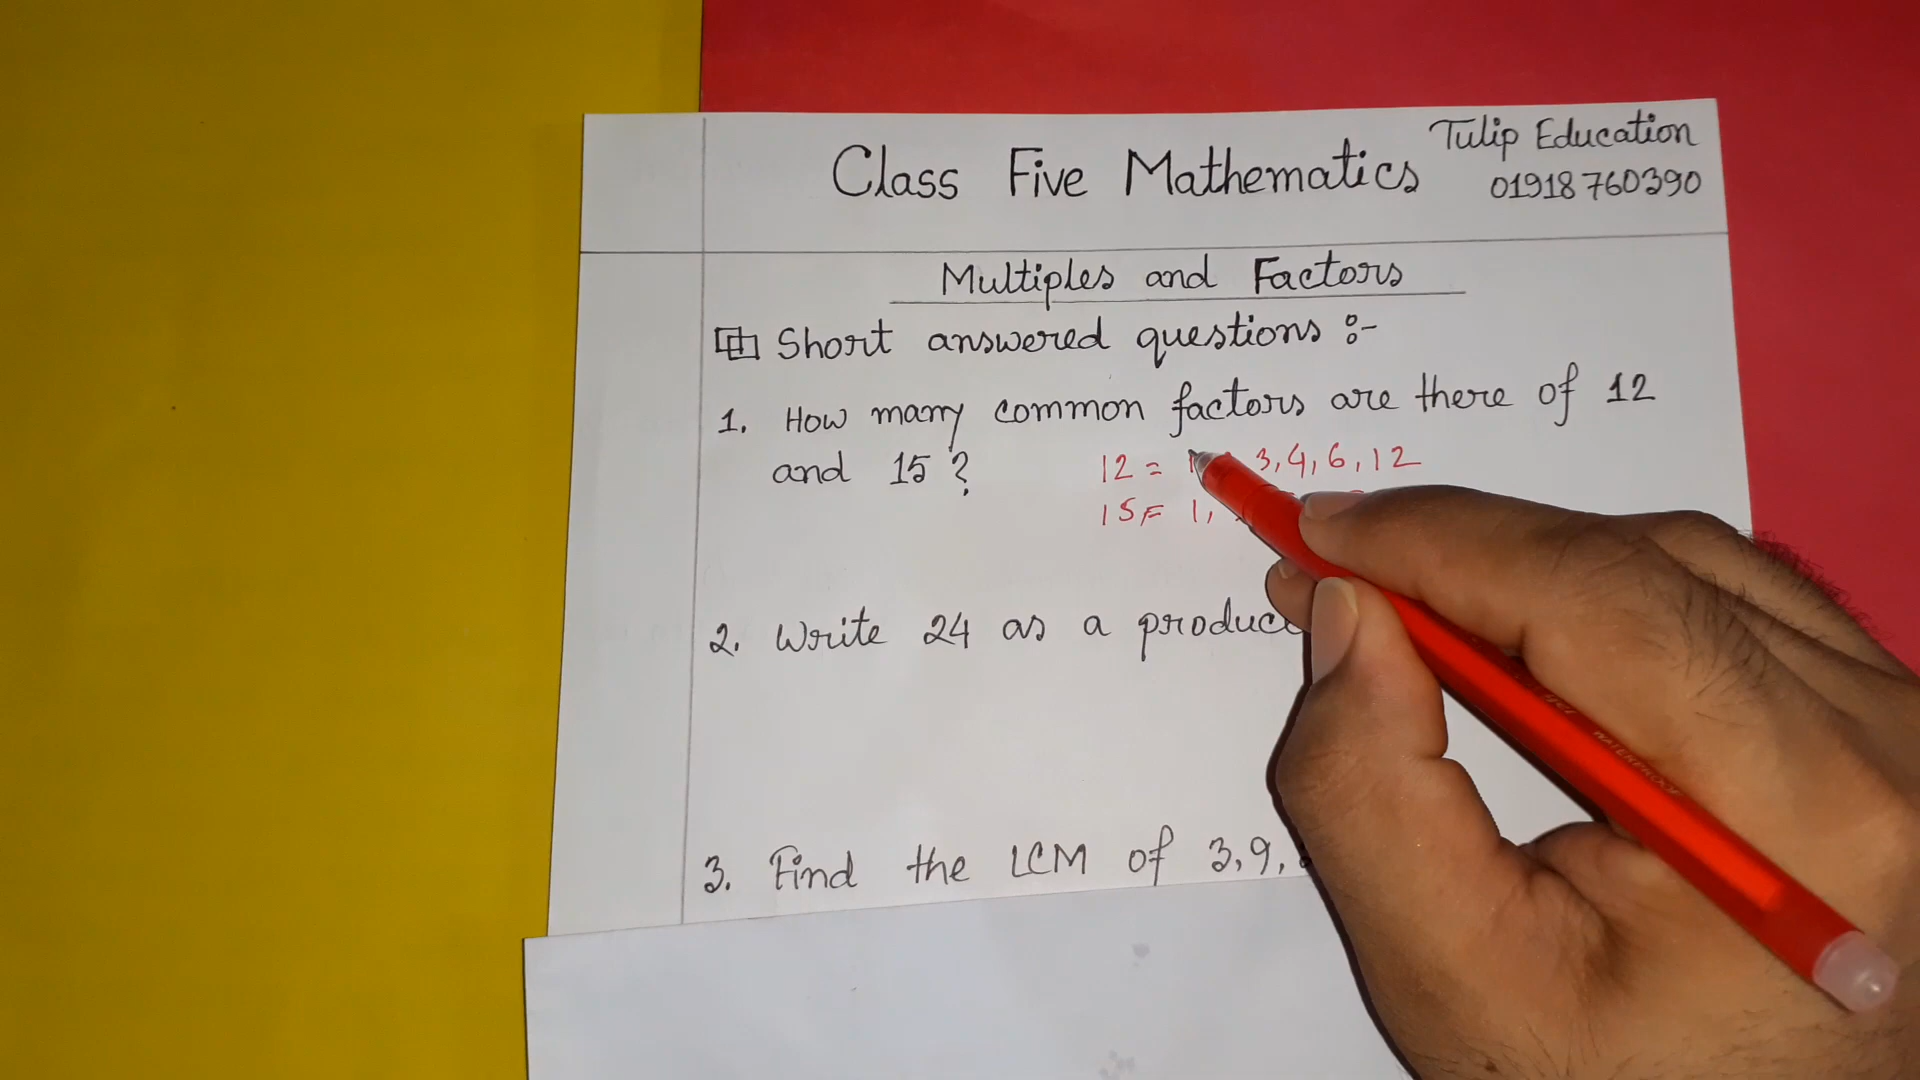 Class Five Mathematics
Tulip Education
01918760390
Multiples and Factors
Short answered questions :-
1. How many common factors are there of 12
and 15 ?
12 = 3, 4, 6, 12
15 = 1,
2. Write 24 as a
3. Find the LCM of 3, 9,